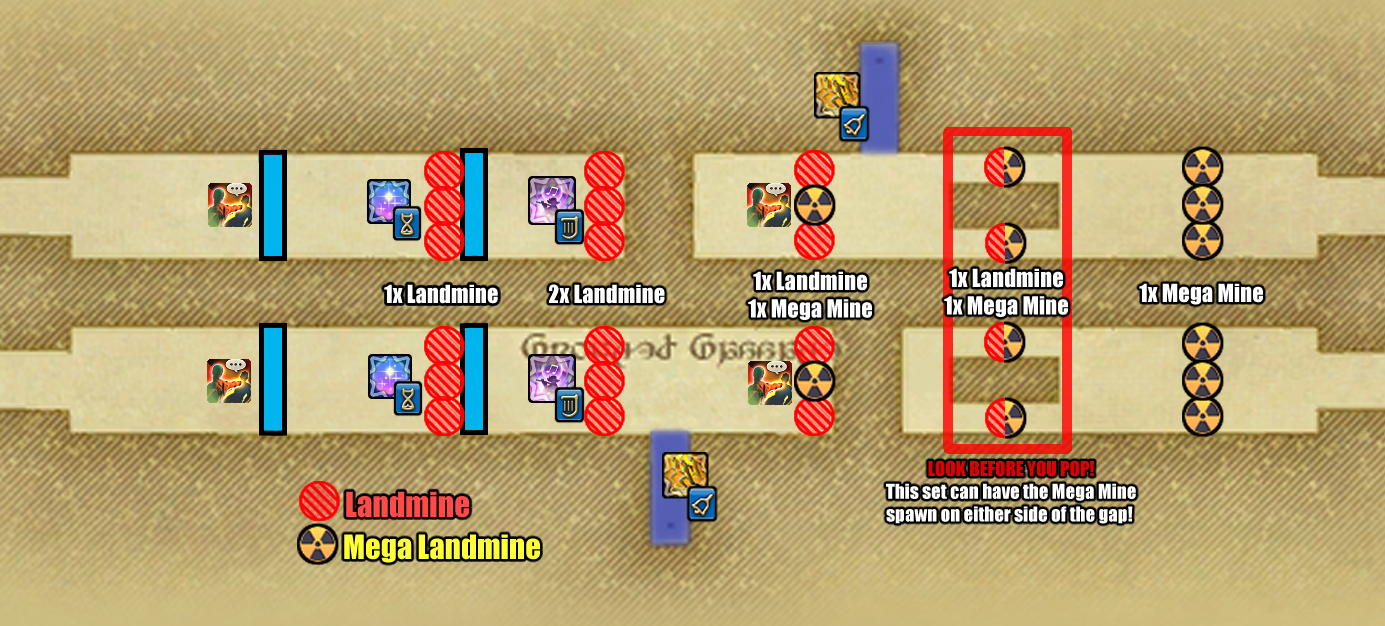 1x Landmine
2x Landmine
1x Landmine
1x Mega Mine
1x Landmine
1x Mega Mine
1x Mega Mine
Landmine
Mega Landmine
LOOK BEFORE YOU POP!
This set can have the Mega Mine
spawn on either side of the gap!